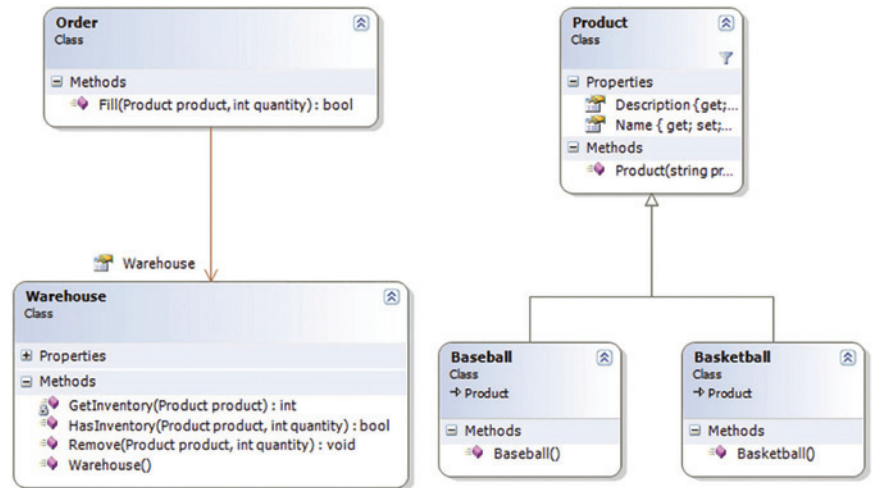 Order
Class
Methods
Fill(Product product, int quantity) : bool
Warehouse
Warehouse
Class
Properties
Methods
GetInventory(Product product) : int
HasInventory(Product product, int quantity) : bool
Remove(Product product, int quantity) : void
Warehouse()
Product
Class
Properties
Description {get;...
Name { get; set;...
Methods
Product(string pr...
Baseball
Class
Product
Methods
Baseball()
Basketball
Class
Product
Methods
Basketball()